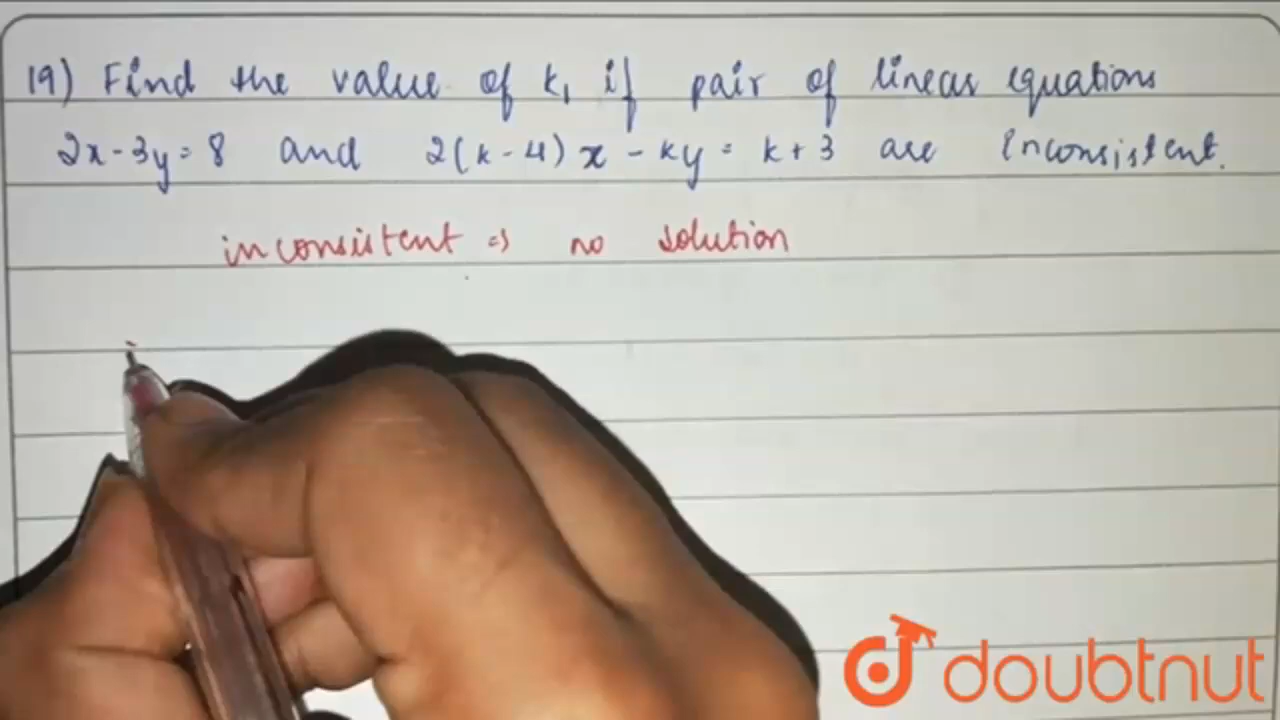 19) Find the value of k, if pair of linear equations
2x - 3y = 8 and 2(k - 4) x - ky = k + 3 are inconsistent.
inconsistent ⇒ no solution
doubtnut